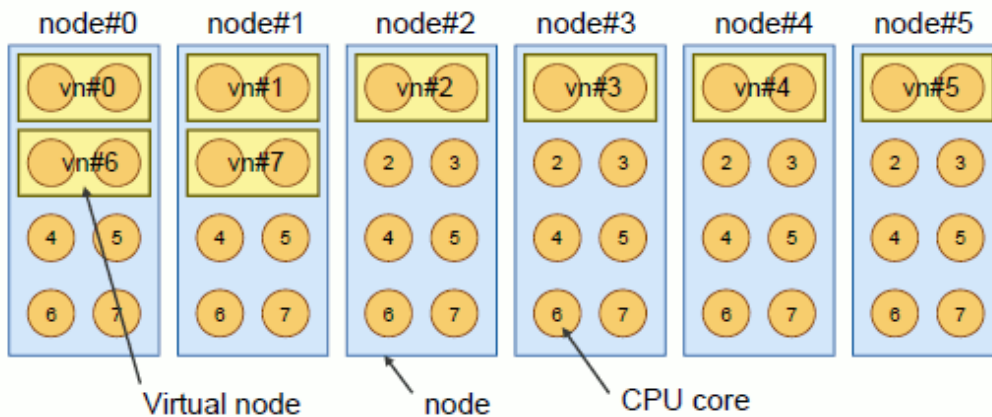 node#0 node#1 node#2 node#3 node#4 node#5
vn#0 vn#1 vn#2 vn#3 vn#4 vn#5
vn#6 vn#7 2 3 2 3 2 3 2 3
4 5 4 5 4 5 4 5 4 5 4 5
6 7 6 7 6 7 6 7 6 7 6 7
Virtual node node CPU core